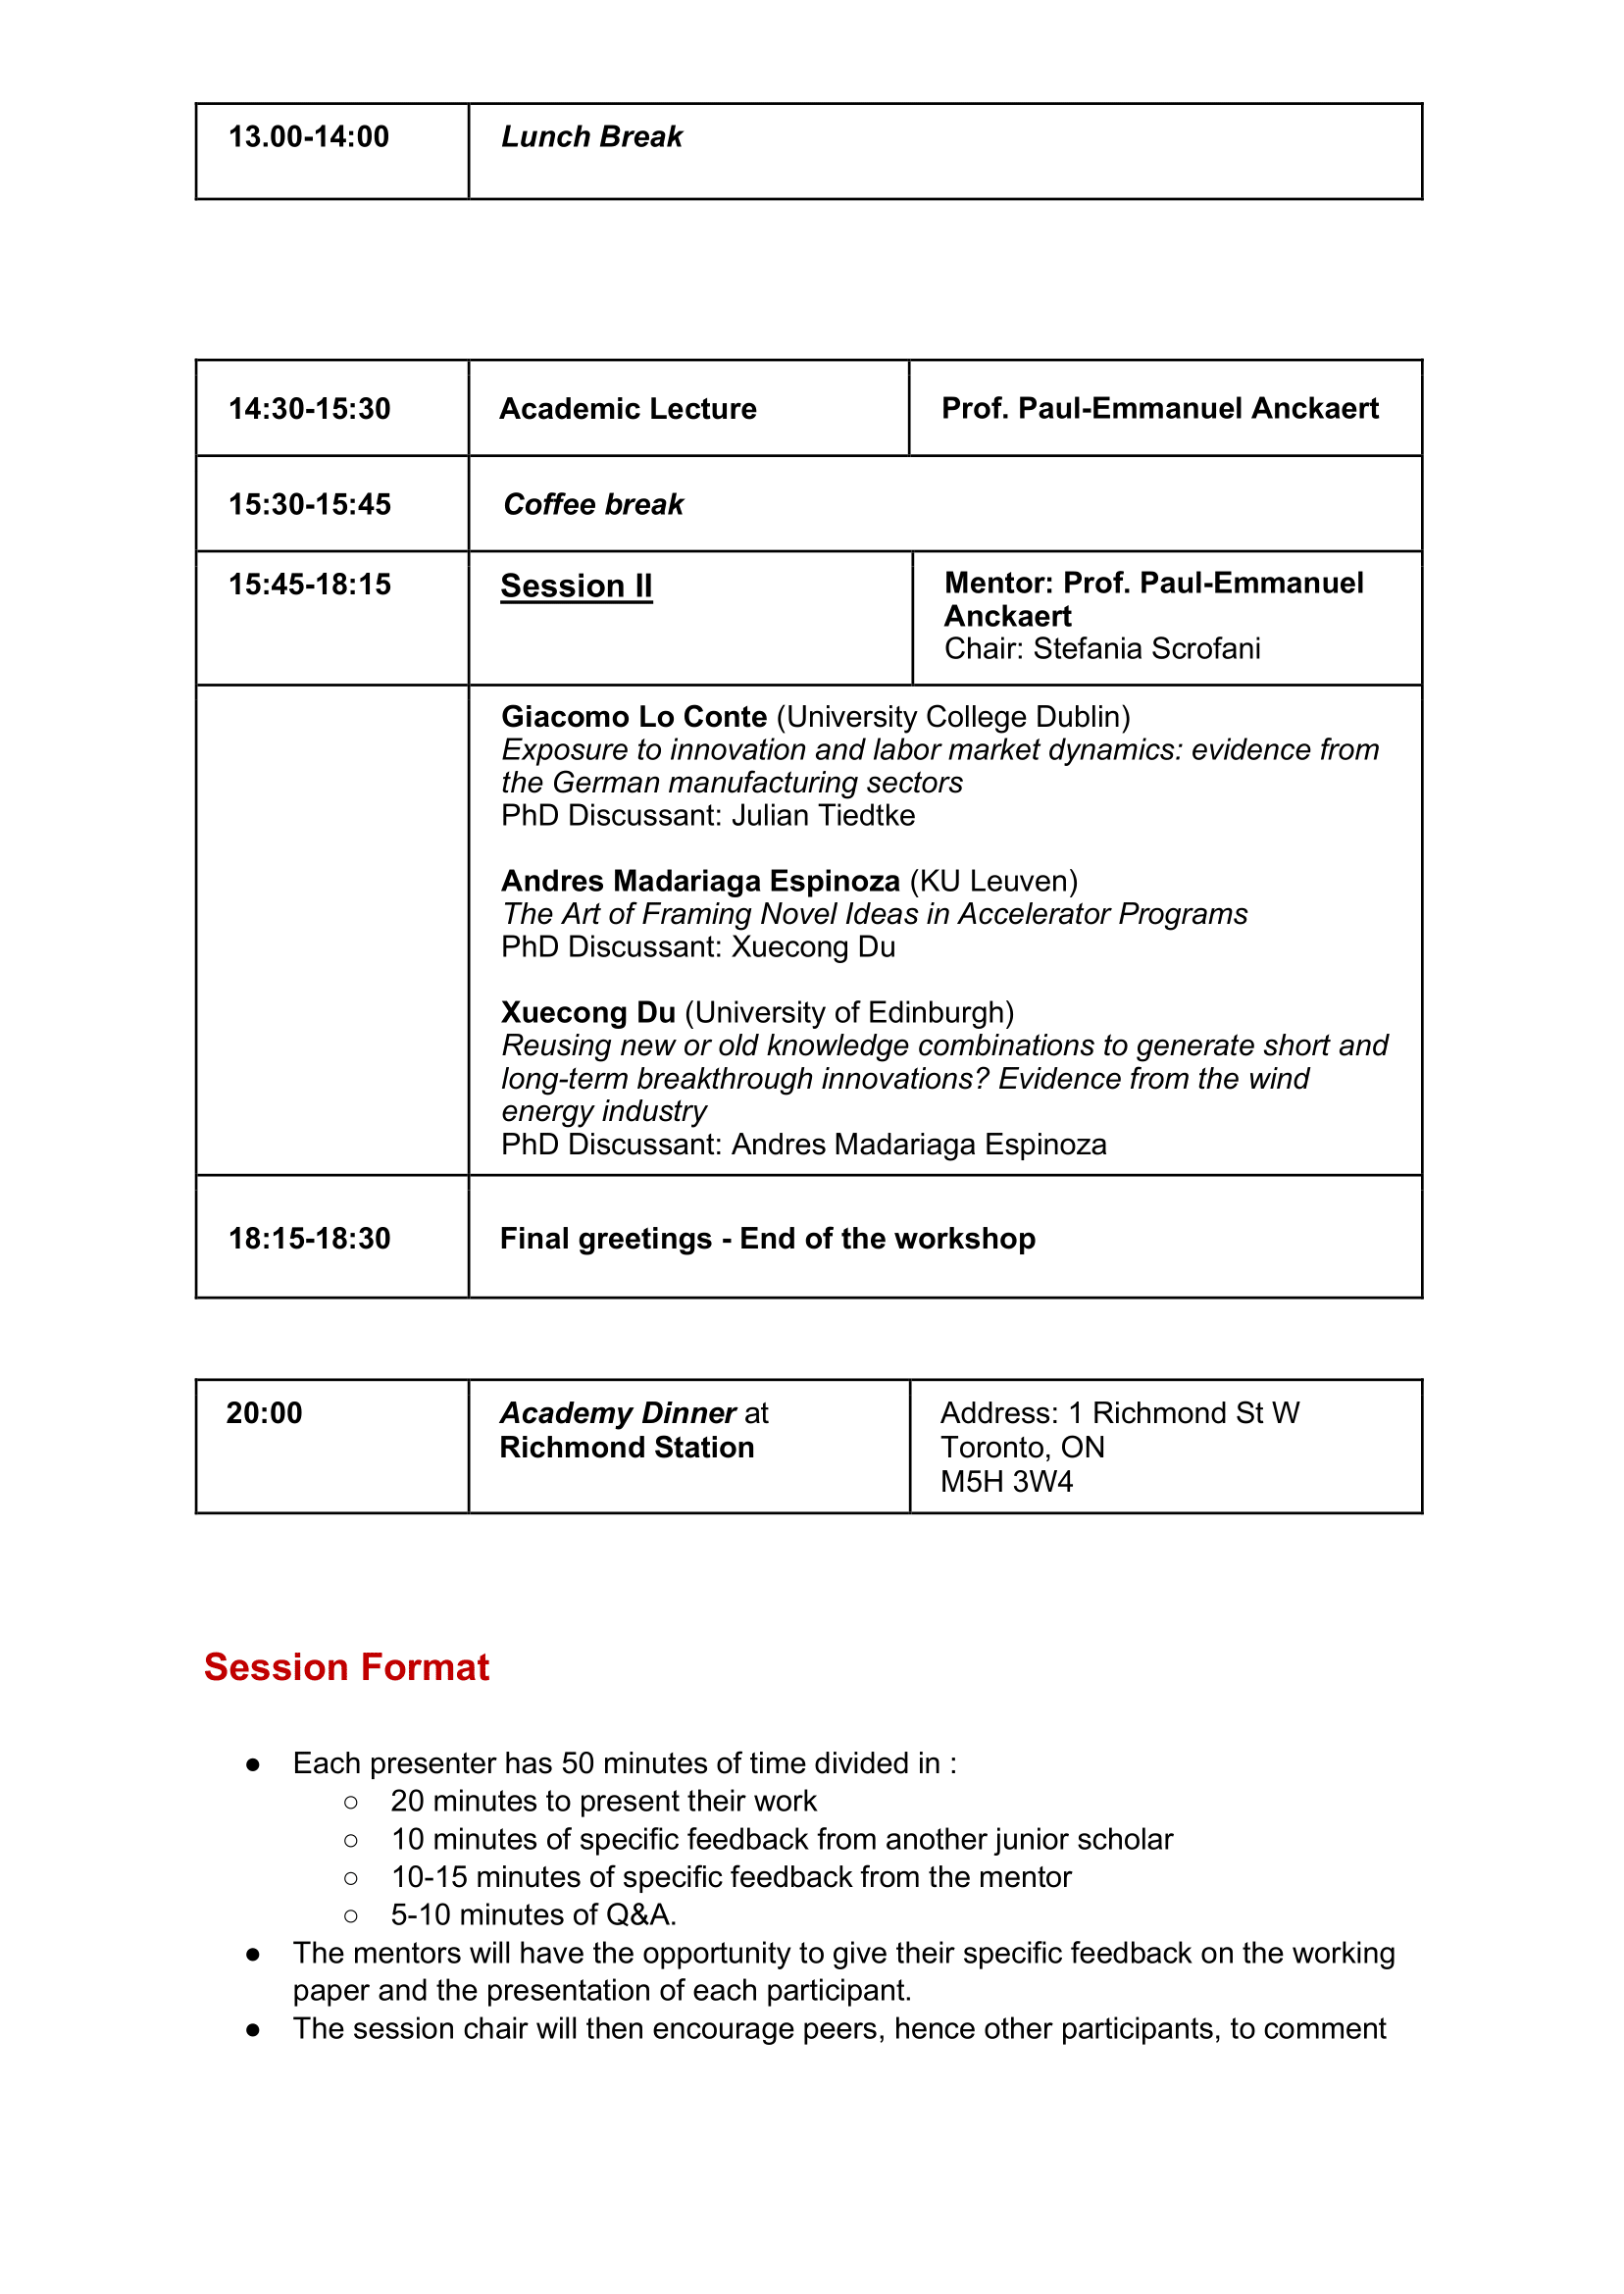 13.00-14:00 Lunch Break
14:30-15:30 Academic Lecture Prof. Paul-Emmanuel Anckaert
15:30-15:45 Coffee break
15:45-18:15 Session II Mentor: Prof. Paul-Emmanuel
Anckaert
Chair: Stefania Scrofani
Giacomo Lo Conte (University College Dublin)
Exposure to innovation and labor market dynamics: evidence from
the German manufacturing sectors
PhD Discussant: Julian Tiedtke
Andres Madariaga Espinoza (KU Leuven)
The Art of Framing Novel Ideas in Accelerator Programs
PhD Discussant: Xuecong Du
Xuecong Du (University of Edinburgh)
Reusing new or old knowledge combinations to generate short and
long-term breakthrough innovations? Evidence from the wind
energy industry
PhD Discussant: Andres Madariaga Espinoza
18:15-18:30 Final greetings - End of the workshop
20:00 Academy Dinner at Address: 1 Richmond St W
Richmond Station Toronto, ON
M5H 3W4
Session Format
● Each presenter has 50 minutes of time divided in :
○ 20 minutes to present their work
○ 10 minutes of specific feedback from another junior scholar
○ 10-15 minutes of specific feedback from the mentor
○ 5-10 minutes of Q&A.
● The mentors will have the opportunity to give their specific feedback on the working
paper and the presentation of each participant.
● The session chair will then encourage peers, hence other participants, to comment